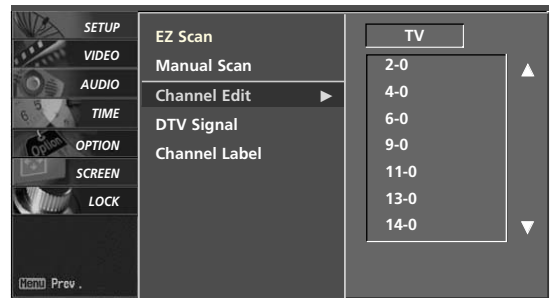 SETUP
VIDEO
AUDIO
TIME
OPTION
SCREEN
LOCK
Menu Prev .
EZ Scan
Manual Scan
Channel Edit ▶
DTV Signal
Channel Label
TV
2-0
4-0
6-0
9-0
11-0
13-0
14-0